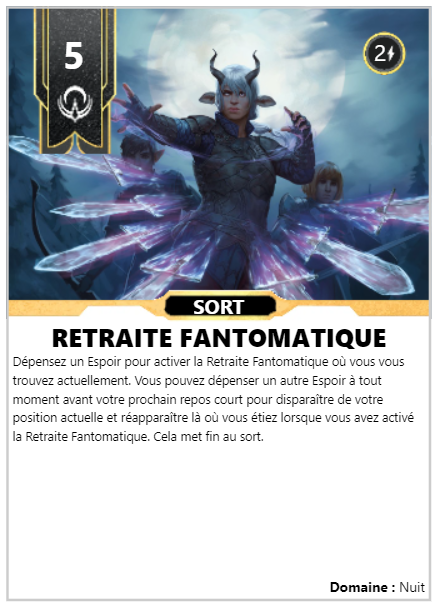 5
2
SORT
RETRAITE FANTOMATIQUE
Dépensez un Espoir pour activer la Retraite Fantomatique où vous vous
trouvez actuellement. Vous pouvez dépenser un autre Espoir à tout
moment avant votre prochain repos court pour disparaître de votre
position actuelle et réapparaître là où vous étiez lorsque vous avez activé
la Retraite Fantomatique. Cela met fin au sort.
Domaine : Nuit